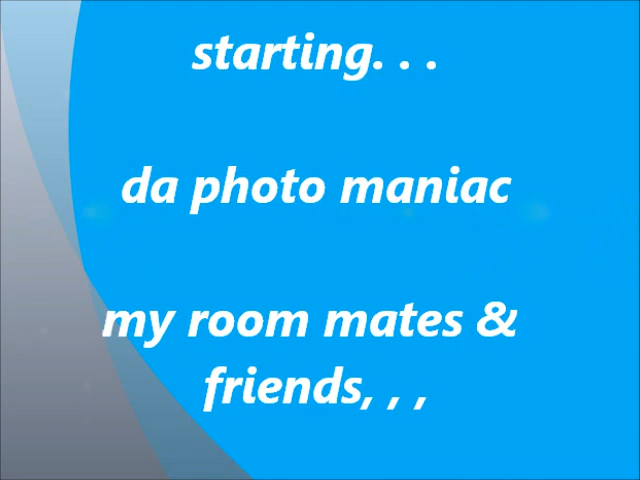 starting. . .
da photo maniac
my room mates &
friends, , ,